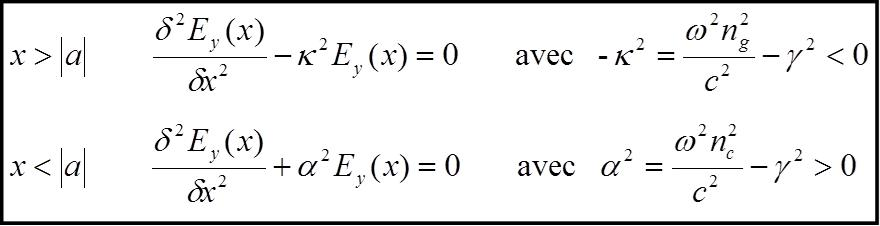 x > |a| δ²E_y(x)/δx² − κ²E_y(x) = 0 avec - κ² = ω²n_g²/c² − γ² < 0
x < |a| δ²E_y(x)/δx² + α²E_y(x) = 0 avec α² = ω²n_c²/c² − γ² > 0